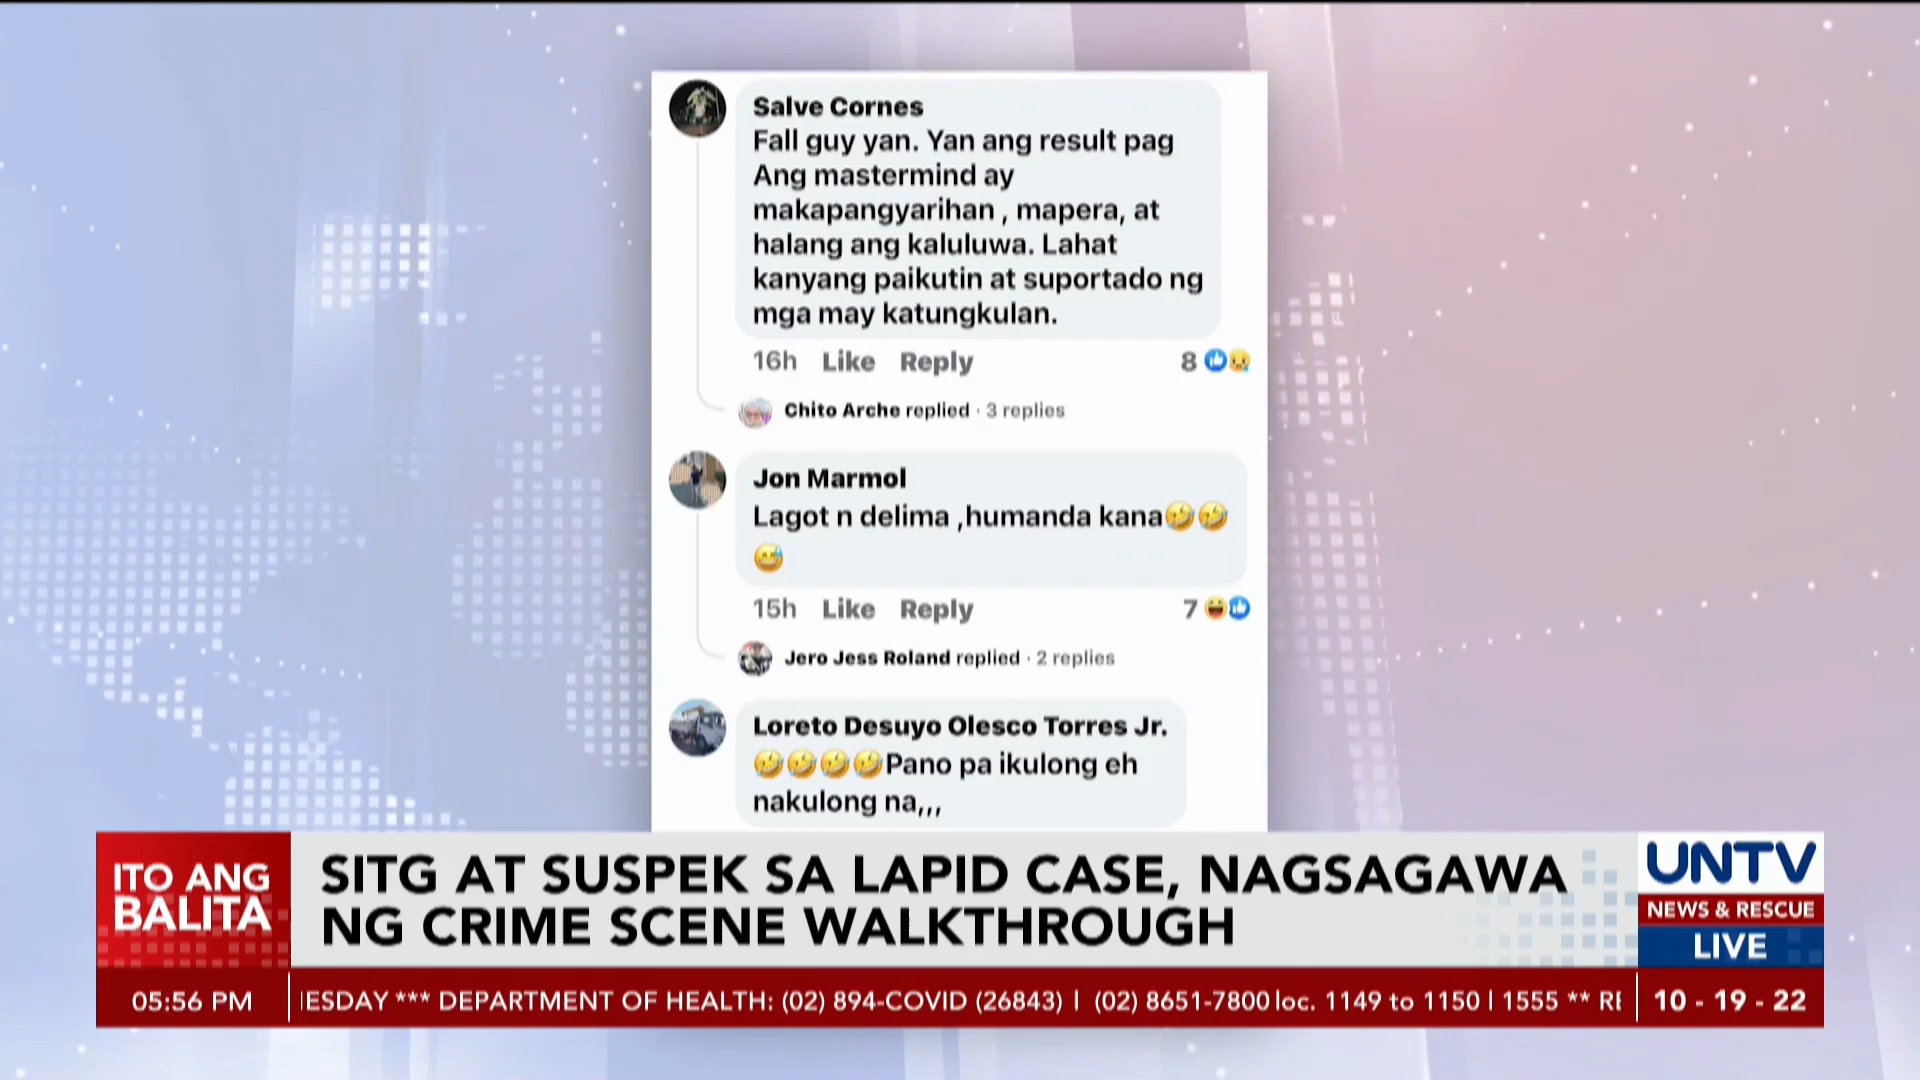 Salve Cornes
Fall guy yan. Yan ang result pag
Ang mastermind ay
makapangyarihan , mapera, at
halang ang kaluluwa. Lahat
kanyang paikutin at suportado ng
mga may katungkulan.
16h Like Reply 8
Chito Arche replied · 3 replies
Jon Marmol
Lagot n delima ,humanda kana🤣🤣
😅
15h Like Reply 7
Jero Jess Roland replied · 2 replies
Loreto Desuyo Olesco Torres Jr.
🤣🤣🤣🤣Pano pa ikulong eh
nakulong na,,,
ITO ANG
BALITA
SITG AT SUSPEK SA LAPID CASE, NAGSAGAWA
NG CRIME SCENE WALKTHROUGH
UNTV
NEWS & RESCUE
LIVE
05:56 PM
IESDAY *** DEPARTMENT OF HEALTH: (02) 894-COVID (26843) | (02) 8651-7800 loc. 1149 to 1150 | 1555 ** RE
10 - 19 - 22